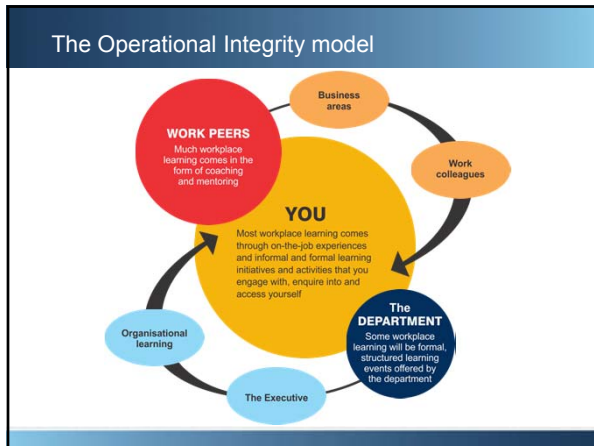 The Operational Integrity model
Business
areas
WORK PEERS
Much workplace
learning comes in the
form of coaching
and mentoring
Work
colleagues
YOU
Most workplace learning comes
through on-the-job experiences
and informal and formal learning
initiatives and activities that you
engage with, enquire into and
access yourself
The
DEPARTMENT
Some workplace
learning will be formal,
structured learning
events offered by
the department
Organisational
learning
The Executive